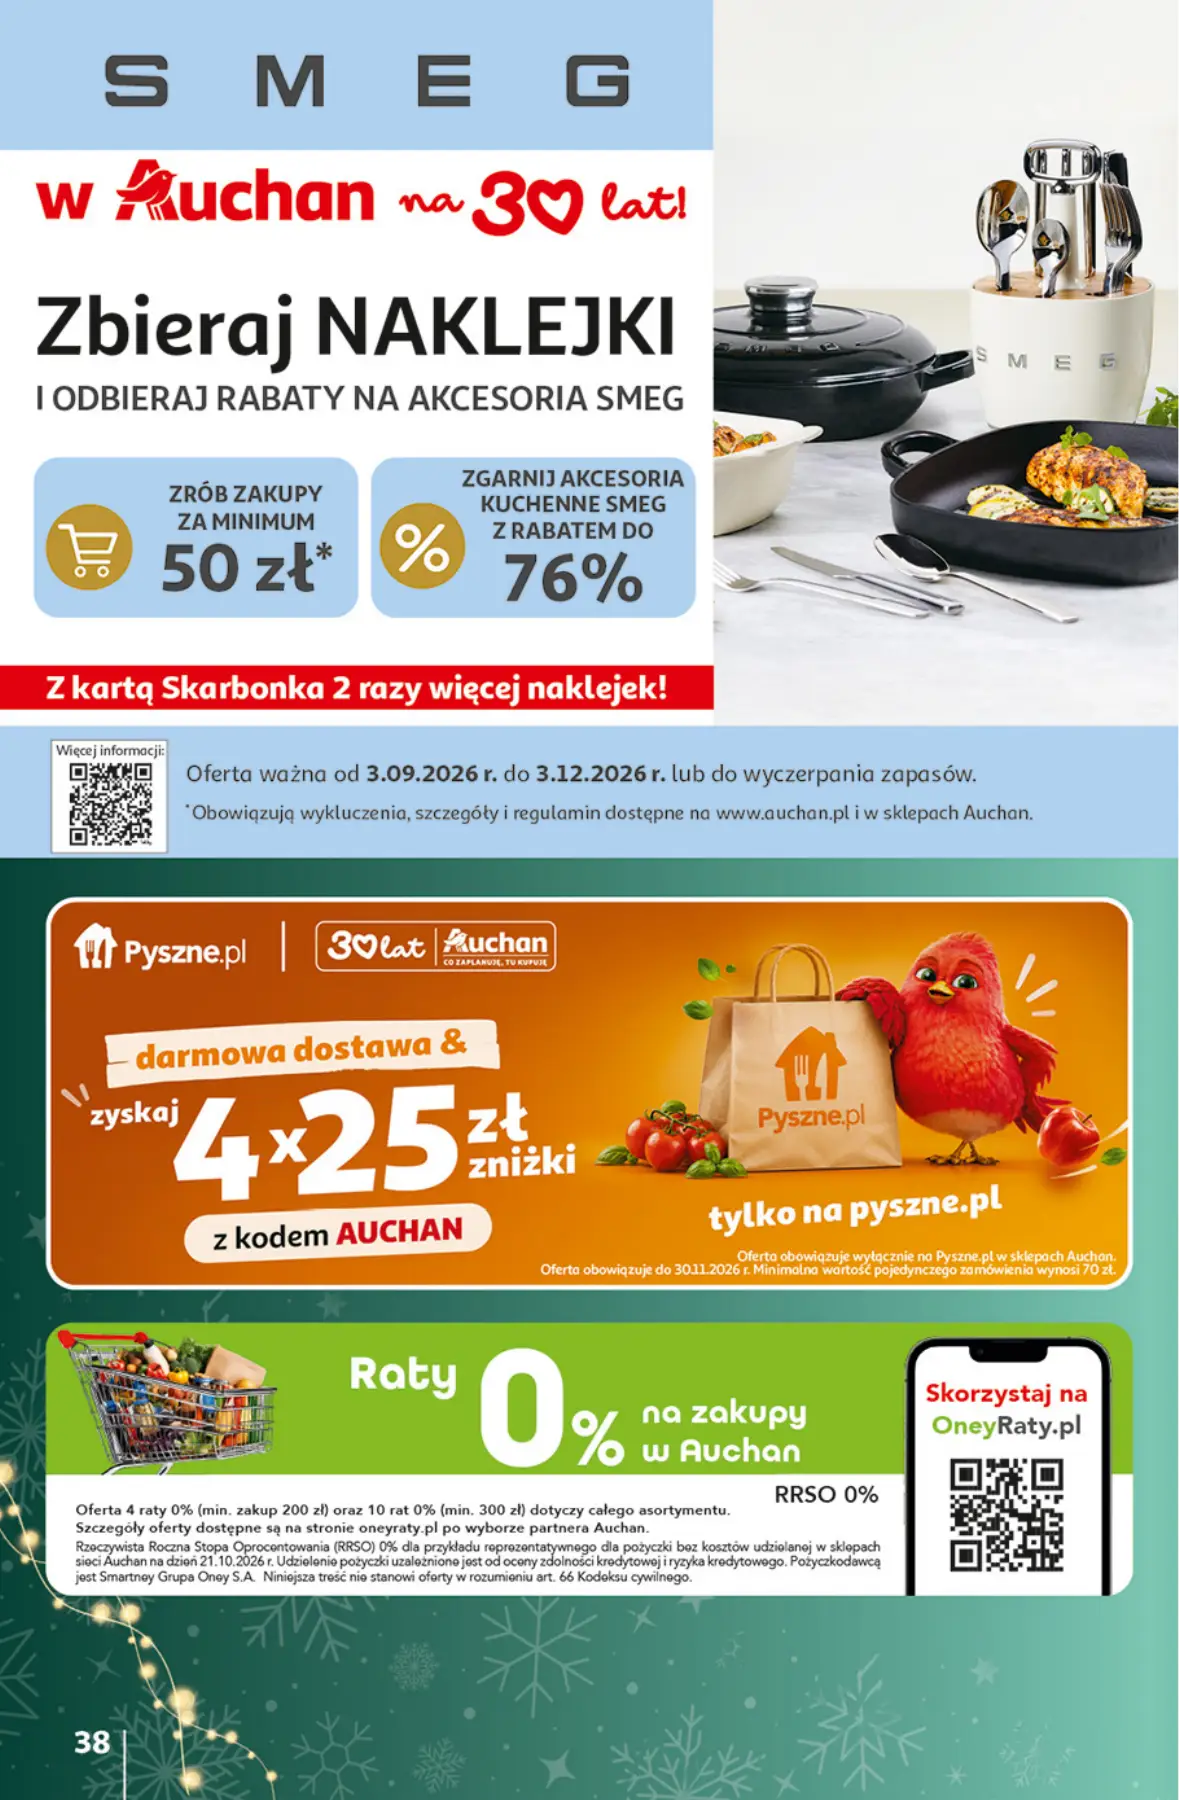 SMEG
w Auchan na 30 lat!
Zbieraj NAKLEJKI
I ODBIERAJ RABATY NA AKCESORIA SMEG
ZRÓB ZAKUPY
ZA MINIMUM
50 zł*
ZGARNIJ AKCESORIA
KUCHENNE SMEG
Z RABATEM DO
%
76%
SMEG
Z kartą Skarbonka 2 razy więcej naklejek!
Więcej informacji:
Oferta ważna od 3.09.2026 r. do 3.12.2026 r. lub do wyczerpania zapasów.
*Obowiązują wykluczenia, szczegóły i regulamin dostępne na www.auchan.pl i w sklepach Auchan.
Pyszne.pl
30 lat Auchan
CO ZAPLANUJĘ, TU KUPUJĘ
darmowa dostawa &
zyskaj 4x25 zł zniżki
z kodem AUCHAN
Pyszne.pl
tylko na pyszne.pl
Oferta obowiązuje wyłącznie na Pyszne.pl w sklepach Auchan.
Oferta obowiązuje do 30.11.2026 r. Minimalna wartość pojedynczego zamówienia wynosi 70 zł.
Raty 0% na zakupy
w Auchan
RRSO 0%
Oferta 4 raty 0% (min. zakup 200 zł) oraz 10 rat 0% (min. 300 zł) dotyczy całego asortymentu.
Szczegóły oferty dostępne są na stronie oneyraty.pl po wyborze partnera Auchan.
Rzeczywista Roczna Stopa Oprocentowania (RRSO) 0% dla przykładu reprezentatywnego dla pożyczki bez kosztów udzielanej w sklepach
sieci Auchan na dzień 21.10.2026 r. Udzielenie pożyczki uzależnione jest od oceny zdolności kredytowej i ryzyka kredytowego. Pożyczkodawcą
jest Smartney Grupa Oney S.A. Niniejsza treść nie stanowi oferty w rozumieniu art. 66 Kodeksu cywilnego.
Skorzystaj na
OneyRaty.pl
38